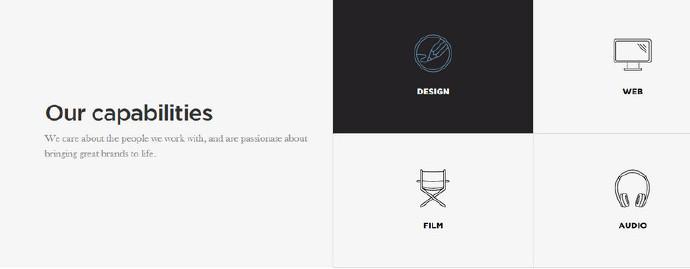 Our capabilities
We care about the people we work with, and are passionate about
bringing great brands to life.
DESIGN
WEB
FILM
AUDIO